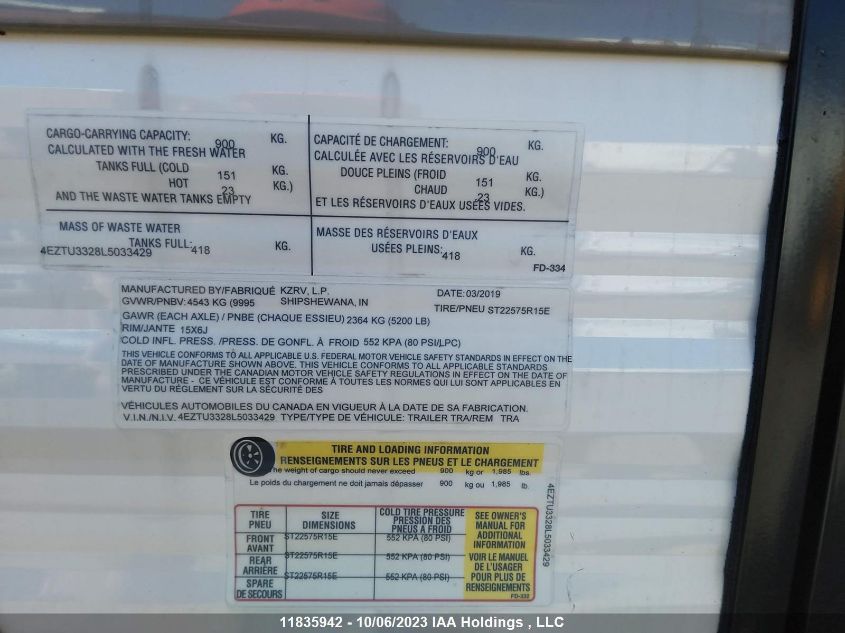 CARGO-CARRYING CAPACITY: 900 KG.
CALCULATED WITH THE FRESH WATER
TANKS FULL (COLD 151 KG.
HOT 23 KG.)
AND THE WASTE WATER TANKS EMPTY
MASS OF WASTE WATER
TANKS FULL: 418 KG.
4EZTU3328L5033429
CAPACITÉ DE CHARGEMENT: 900 KG.
CALCULÉE AVEC LES RÉSERVOIRS D'EAU
DOUCE PLEINS (FROID 151 KG.
CHAUD 23 KG.)
ET LES RÉSERVOIRS D'EAUX USÉES VIDES.
MASSE DES RÉSERVOIRS D'EAUX
USÉES PLEINS: 418 KG.
FD-334
MANUFACTURED BY/FABRIQUÉ KZRV, L.P. DATE: 03/2019
GVWR/PNBV: 4543 KG (9995 SHIPSHEWANA, IN TIRE/PNEU ST22575R15E
GAWR (EACH AXLE) / PNBE (CHAQUE ESSIEU) 2364 KG (5200 LB)
RIM/JANTE 15X6J
COLD INFL. PRESS. /PRESS. DE GONFL. À FROID 552 KPA (80 PSI/LPC)
THIS VEHICLE CONFORMS TO ALL APPLICABLE U.S. FEDERAL MOTOR VEHICLE SAFETY STANDARDS IN EFFECT ON THE
DATE OF MANUFACTURE SHOWN ABOVE. THIS VEHICLE CONFORMS TO ALL APPLICABLE STANDARDS
PRESCRIBED UNDER THE CANADIAN MOTOR VEHICLE SAFETY REGULATIONS IN EFFECT ON THE DATE OF
MANUFACTURE - CE VÉHICULE EST CONFORME À TOUTES LES NORMES QUI LUI SONT APPLICABLES EN
VERTU DU RÉGLEMENT SUR LA SÉCURITÉ DES
VÉHICULES AUTOMOBILES DU CANADA EN VIGUEUR À LA DATE DE SA FABRICATION.
V.I.N./N.I.V. 4EZTU3328L5033429 TYPE/TYPE DE VÉHICULE: TRAILER TRA/REM TRA
TIRE AND LOADING INFORMATION
RENSEIGNEMENTS SUR LES PNEUS ET LE CHARGEMENT
The weight of cargo should never exceed 900 kg or 1,985 lbs
Le poids du chargement ne doit jamais dépasser 900 kg ou 1,985 lb.
TIRE SIZE COLD TIRE PRESSURE
PNEU DIMENSIONS PRESSION DES
PNEUS À FROID
FRONT ST22575R15E 552 KPA (80 PSI)
AVANT
REAR ST22575R15E 552 KPA (80 PSI)
ARRIÈRE
SPARE ST22575R15E 552 KPA (80 PSI)
DE SECOURS
SEE OWNER'S
MANUAL FOR
ADDITIONAL
INFORMATION
VOIR LE MANUEL
DE L'USAGER
POUR PLUS DE
RENSEIGNEMENTS
FD-332
4EZTU3328L5033429
11835942 - 10/06/2023 IAA Holdings , LLC